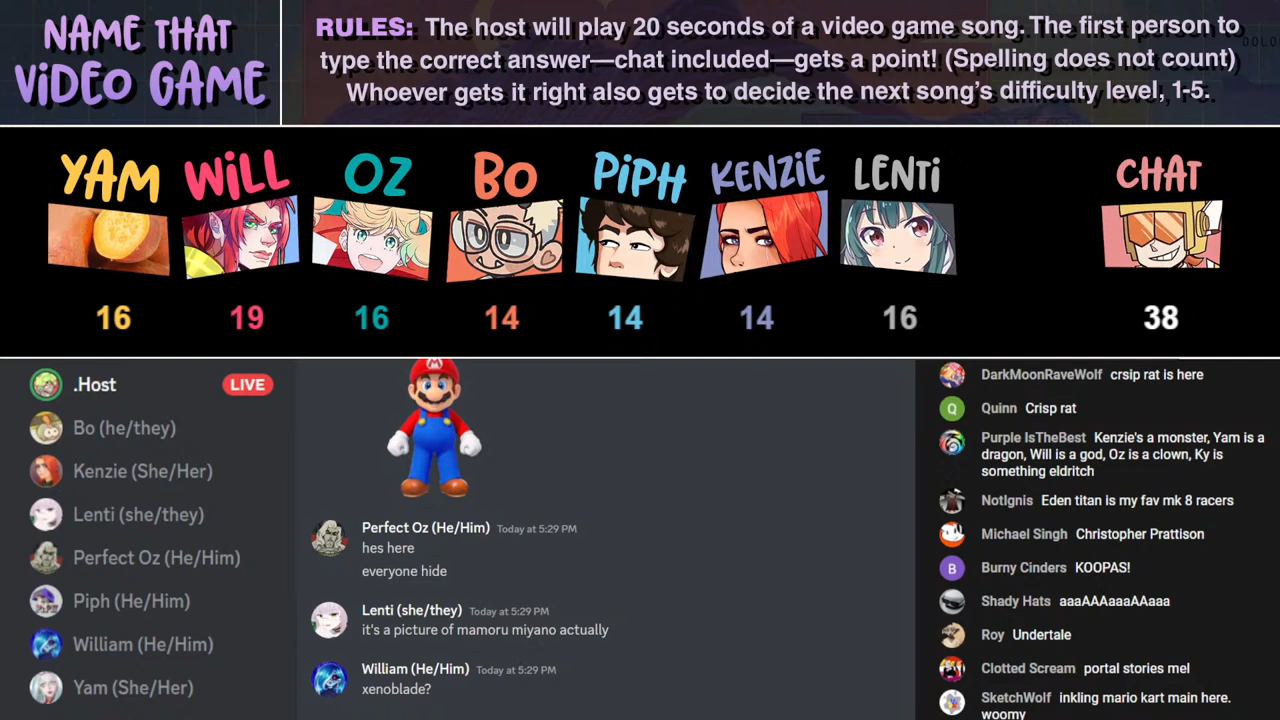 NAME THAT
ViDEO GAME
RULES: The host will play 20 seconds of a video game song. The first person to
type the correct answer—chat included—gets a point! (Spelling does not count)
Whoever gets it right also gets to decide the next song's difficulty level, 1-5.
YAM
WiLL
OZ
BO
PiPH
KENZiE
LENTi
CHAT
16
19
16
14
14
14
16
38
.Host
LIVE
Bo (he/they)
Kenzie (She/Her)
Lenti (she/they)
Perfect Oz (He/Him)
Piph (He/Him)
William (He/Him)
Yam (She/Her)
M
Perfect Oz (He/Him) Today at 5:29 PM
hes here
everyone hide
Lenti (she/they) Today at 5:29 PM
it's a picture of mamoru miyano actually
William (He/Him) Today at 5:29 PM
xenoblade?
DarkMoonRaveWolf crsip rat is here
Q
Quinn Crisp rat
Purple IsTheBest Kenzie's a monster, Yam is a
dragon, Will is a god, Oz is a clown, Ky is
something eldritch
NotIgnis Eden titan is my fav mk 8 racers
Michael Singh Christopher Prattison
B
Burny Cinders KOOPAS!
Shady Hats aaaAAAaaaAAaaa
Roy Undertale
Clotted Scream portal stories mel
SketchWolf inkling mario kart main here.
woomy